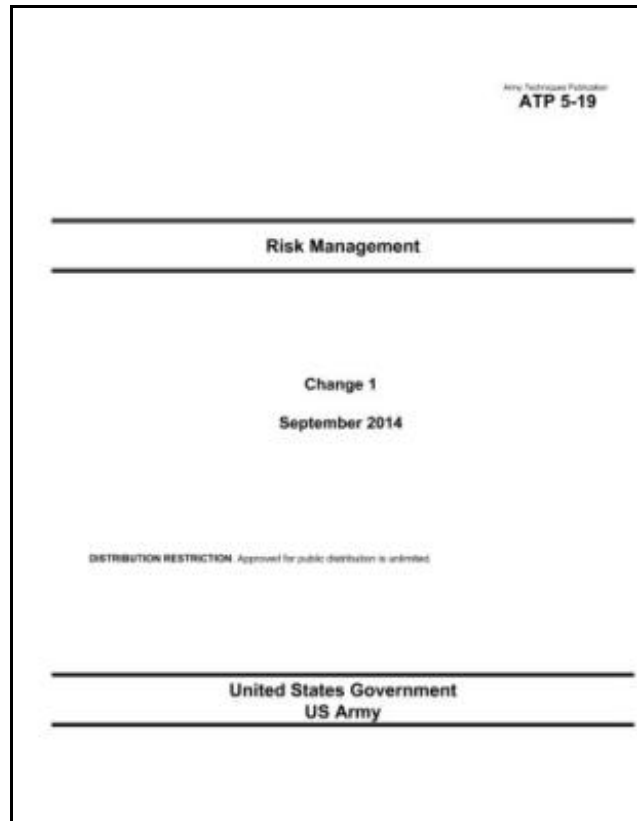 Army Techniques Publication
ATP 5-19
Risk Management
Change 1
September 2014
DISTRIBUTION RESTRICTION. Approved for public distribution is unlimited.
United States Government
US Army